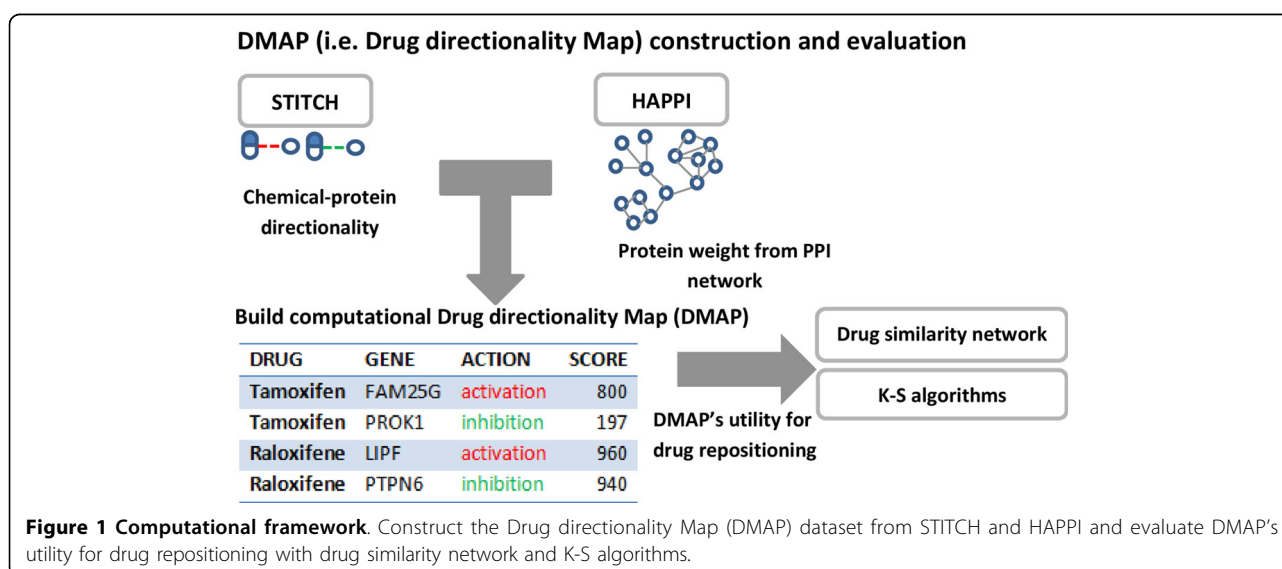 DMAP (i.e. Drug directionality Map) construction and evaluation
STITCH
HAPPI
Chemical-protein
directionality
Protein weight from PPI
network
Build computational Drug directionality Map (DMAP)
DRUG GENE ACTION SCORE
Tamoxifen FAM25G activation 800
Tamoxifen PROK1 inhibition 197
Raloxifene LIPF activation 960
Raloxifene PTPN6 inhibition 940
DMAP's utility for
drug repositioning
Drug similarity network
K-S algorithms
Figure 1 Computational framework. Construct the Drug directionality Map (DMAP) dataset from STITCH and HAPPI and evaluate DMAP's
utility for drug repositioning with drug similarity network and K-S algorithms.